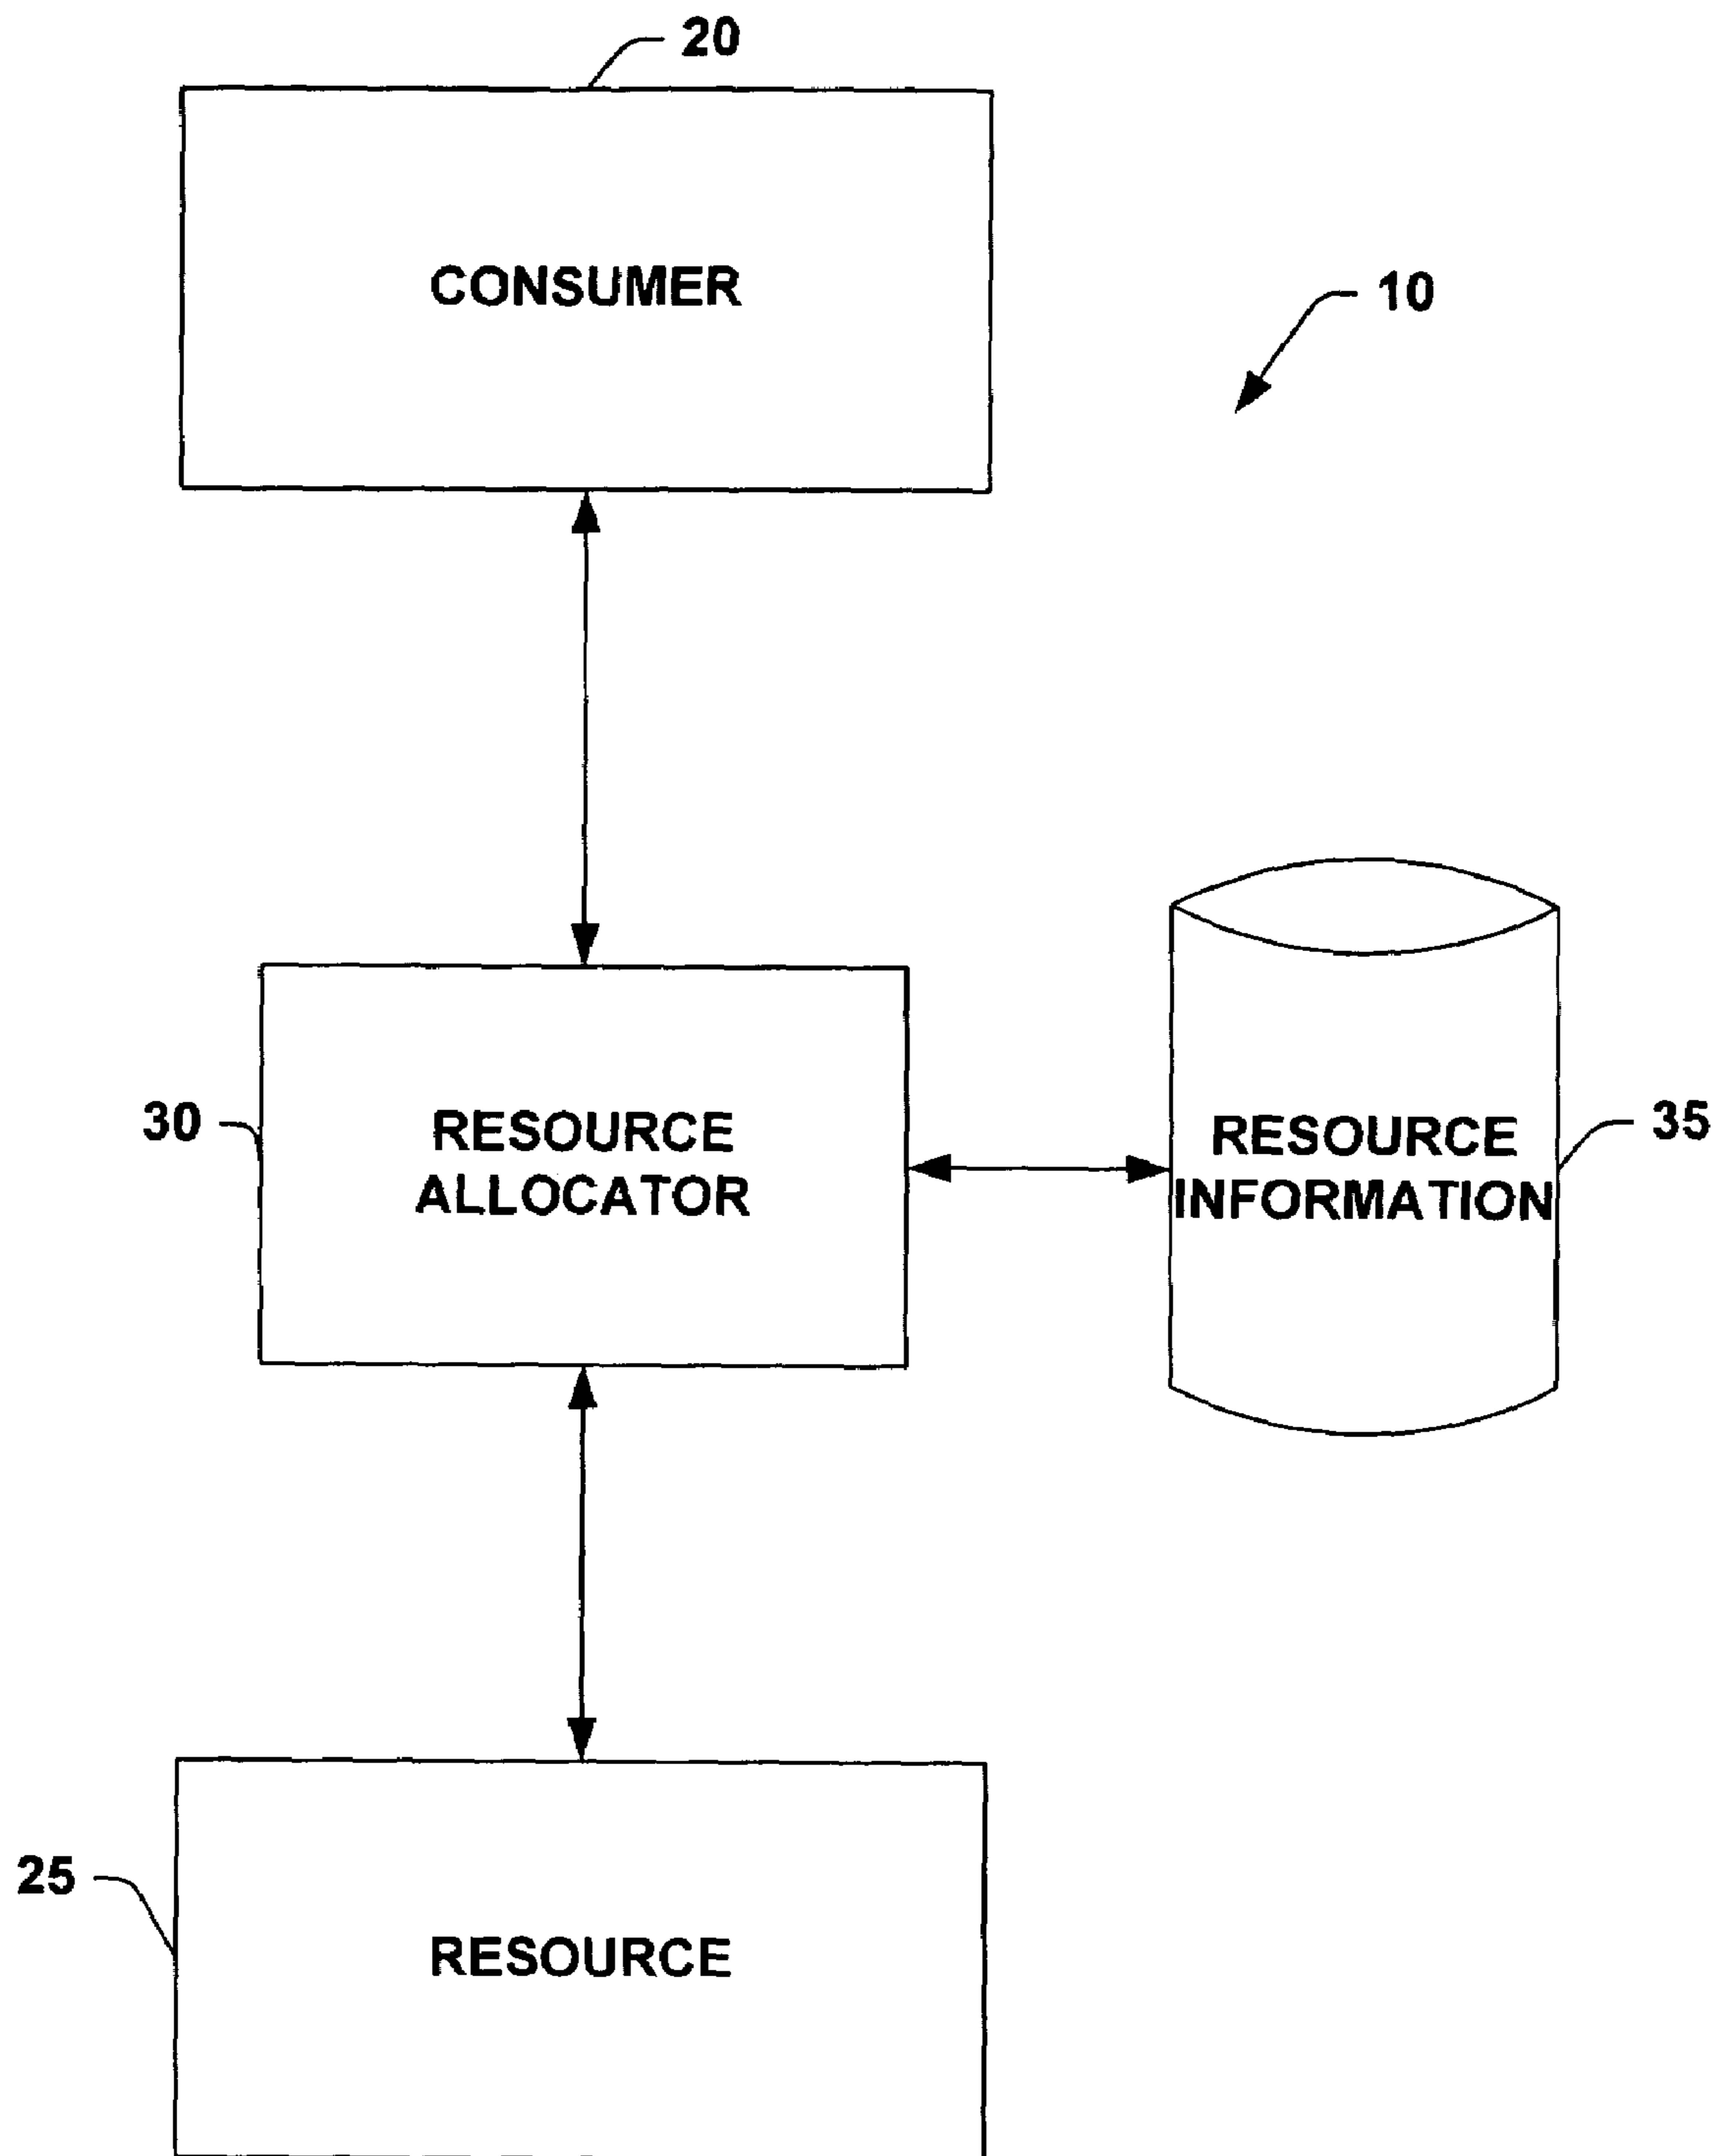 20
CONSUMER
10
30
RESOURCE
ALLOCATOR
RESOURCE
INFORMATION
35
25
RESOURCE